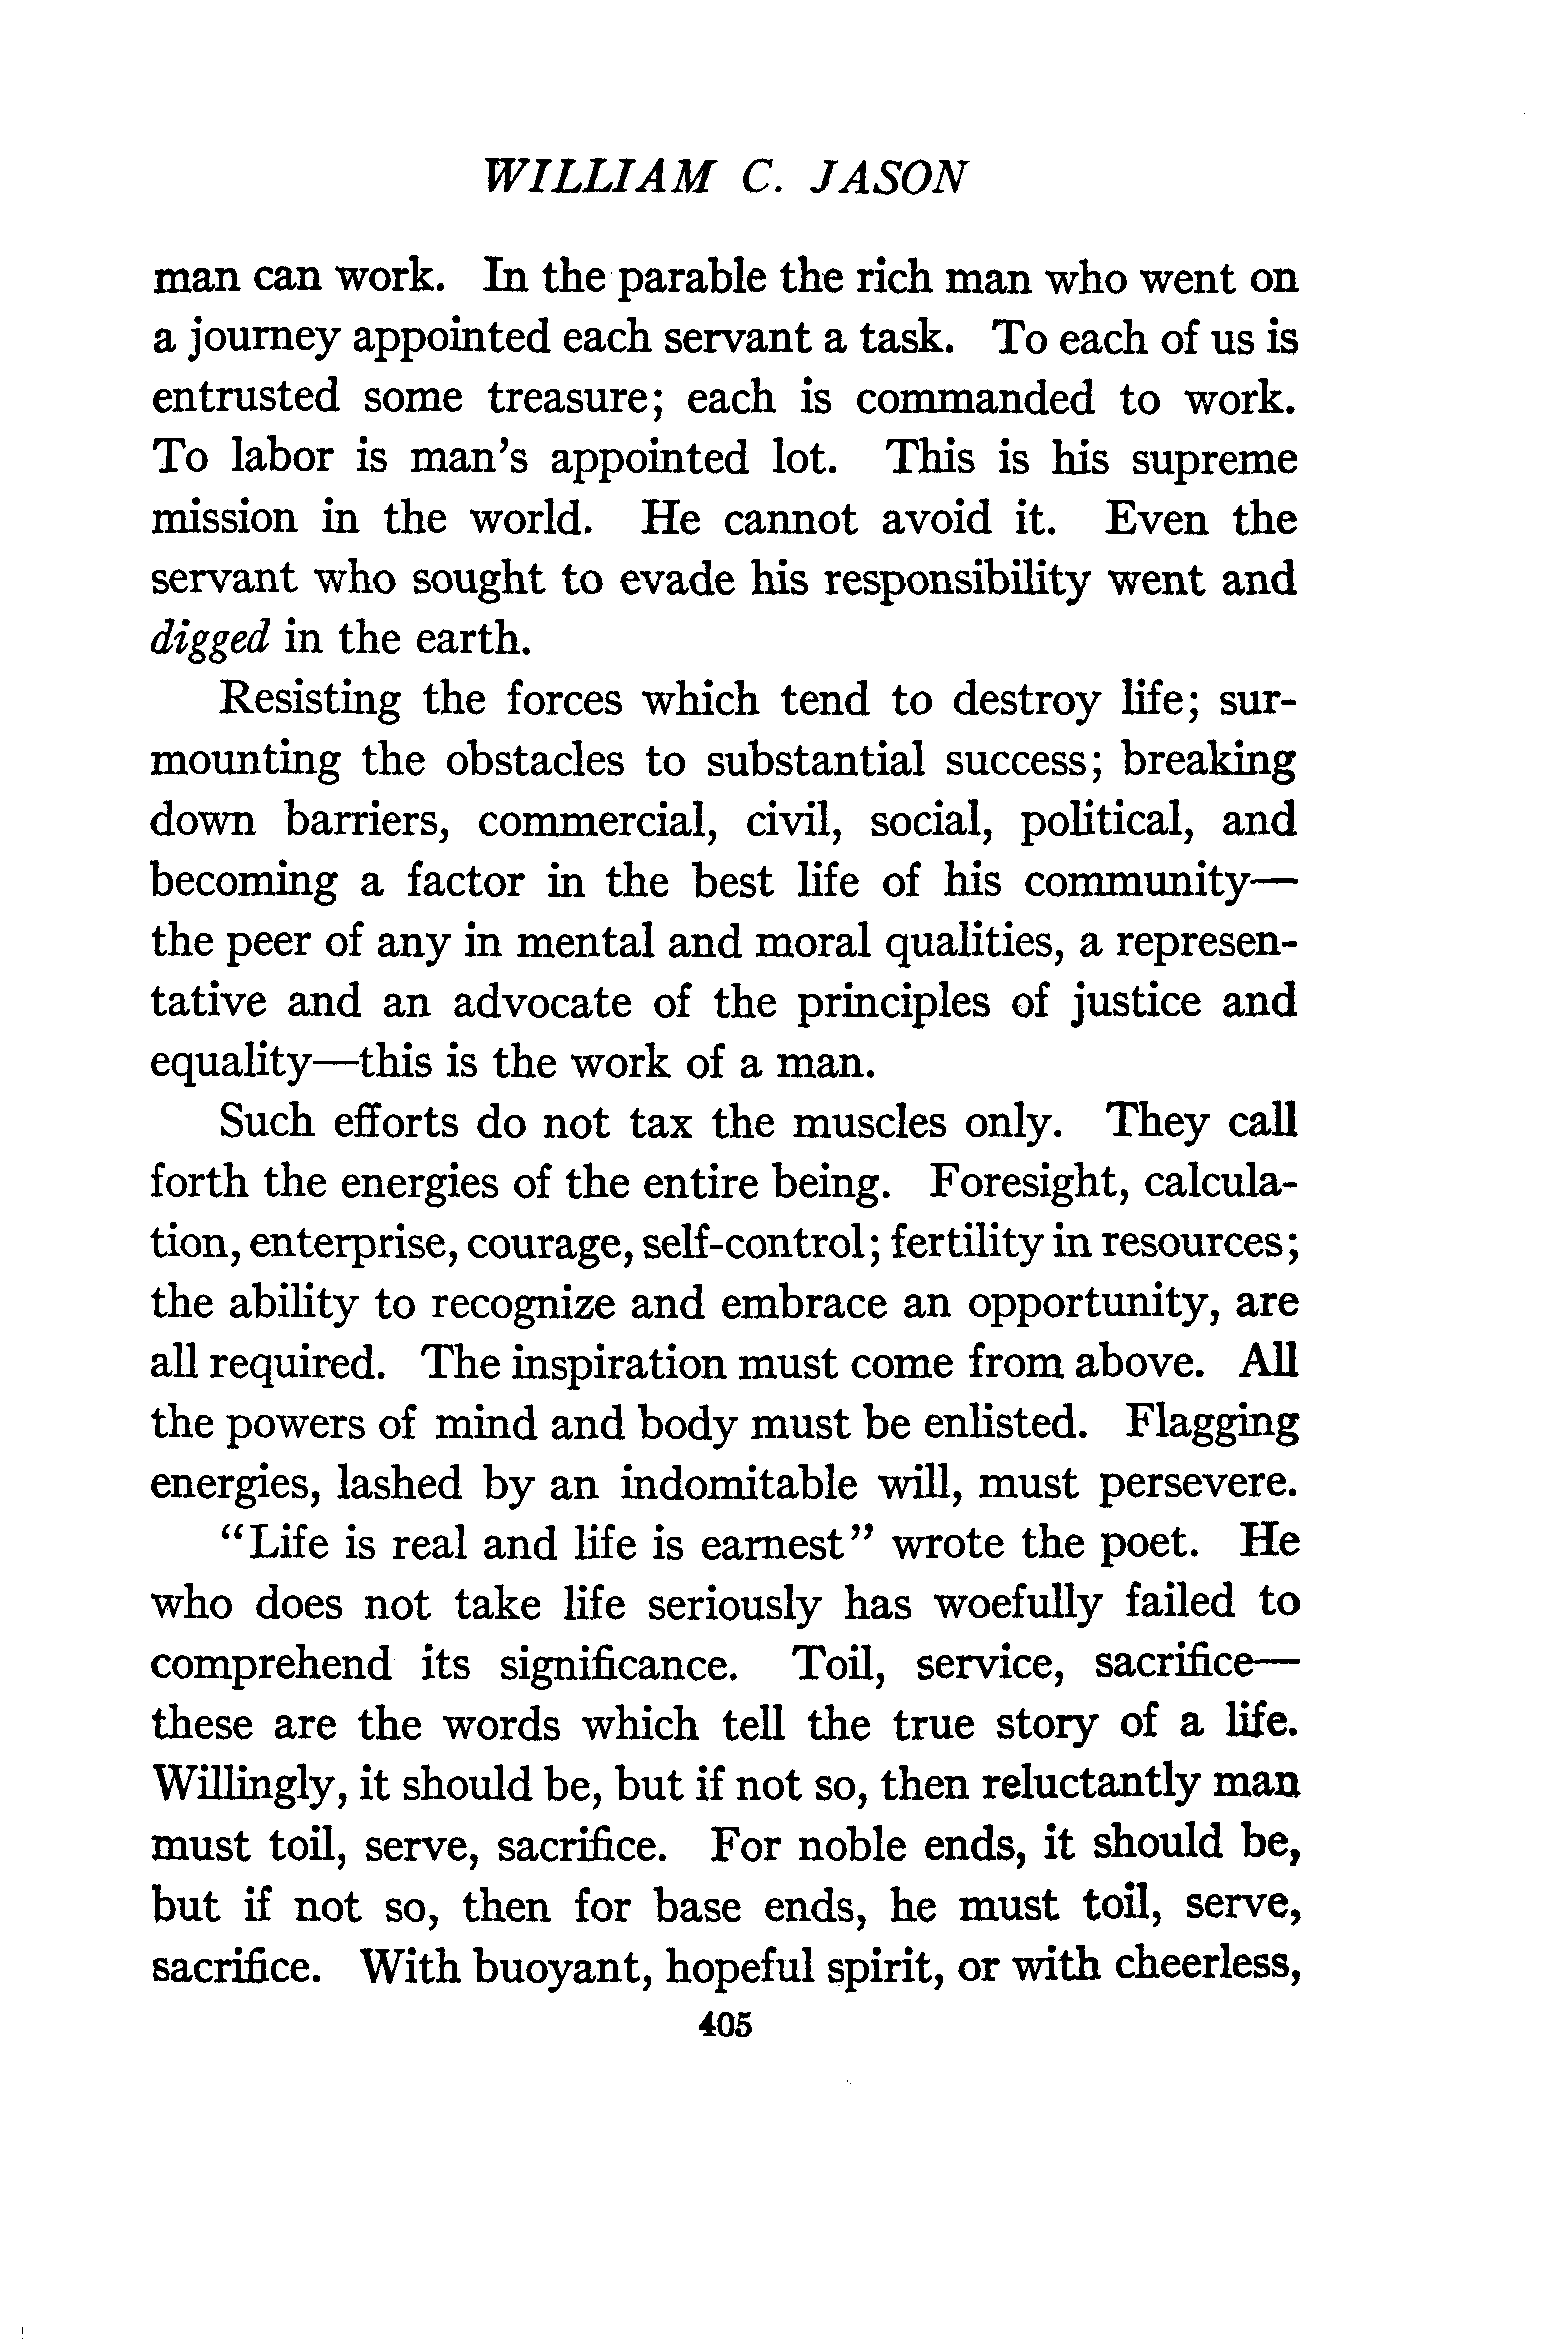 WILLIAM C. JASON
man can work. In the parable the rich man who went on
a journey appointed each servant a task. To each of us is
entrusted some treasure; each is commanded to work.
To labor is man's appointed lot. This is his supreme
mission in the world. He cannot avoid it. Even the
servant who sought to evade his responsibility went and
digged in the earth.
Resisting the forces which tend to destroy life; sur-
mounting the obstacles to substantial success; breaking
down barriers, commercial, civil, social, political, and
becoming a factor in the best life of his community—
the peer of any in mental and moral qualities, a represen-
tative and an advocate of the principles of justice and
equality—this is the work of a man.
Such efforts do not tax the muscles only. They call
forth the energies of the entire being. Foresight, calcula-
tion, enterprise, courage, self-control; fertility in resources;
the ability to recognize and embrace an opportunity, are
all required. The inspiration must come from above. All
the powers of mind and body must be enlisted. Flagging
energies, lashed by an indomitable will, must persevere.
"Life is real and life is earnest" wrote the poet. He
who does not take life seriously has woefully failed to
comprehend its significance. Toil, service, sacrifice—
these are the words which tell the true story of a life.
Willingly, it should be, but if not so, then reluctantly man
must toil, serve, sacrifice. For noble ends, it should be,
but if not so, then for base ends, he must toil, serve,
sacrifice. With buoyant, hopeful spirit, or with cheerless,
405